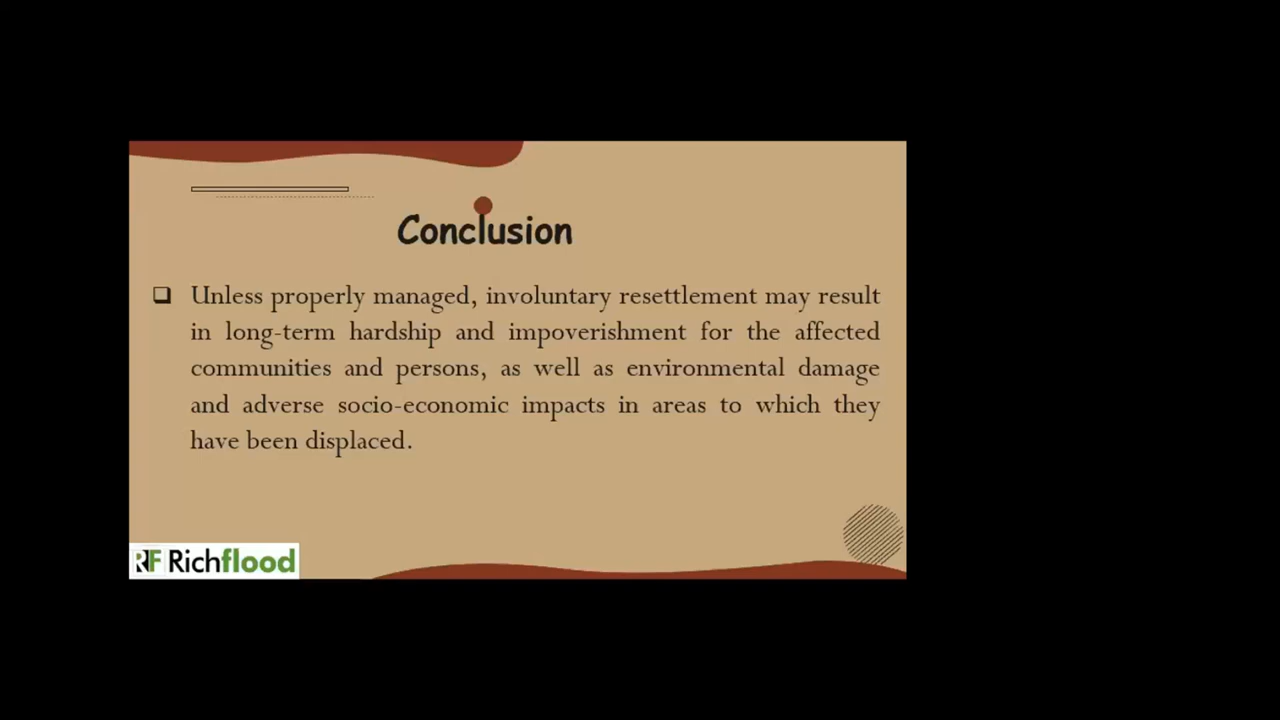 Conclusion
❑ Unless properly managed, involuntary resettlement may result
in long-term hardship and impoverishment for the affected
communities and persons, as well as environmental damage
and adverse socio-economic impacts in areas to which they
have been displaced.
RF Richflood